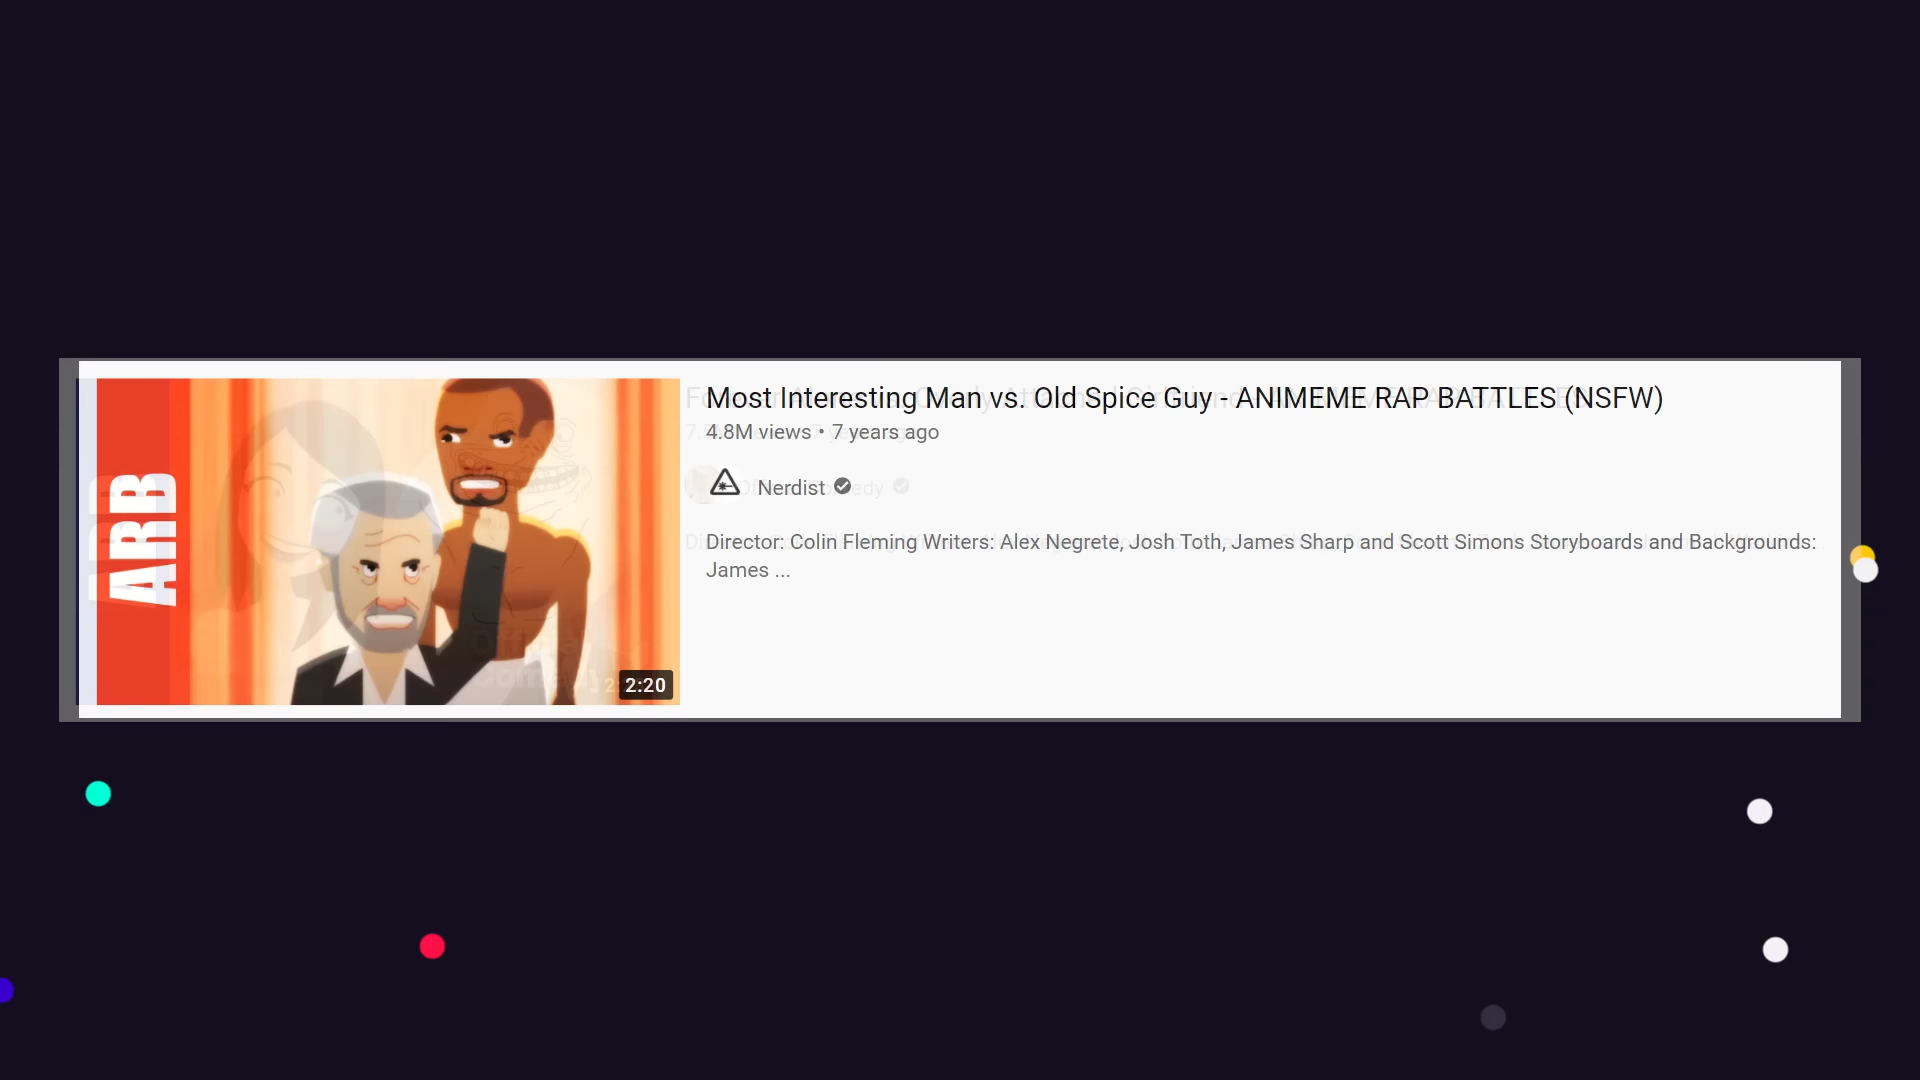 ARB
2:20
Most Interesting Man vs. Old Spice Guy - ANIMEME RAP BATTLES (NSFW)
4.8M views • 7 years ago
Nerdist
Director: Colin Fleming Writers: Alex Negrete, Josh Toth, James Sharp and Scott Simons Storyboards and Backgrounds:
James ...